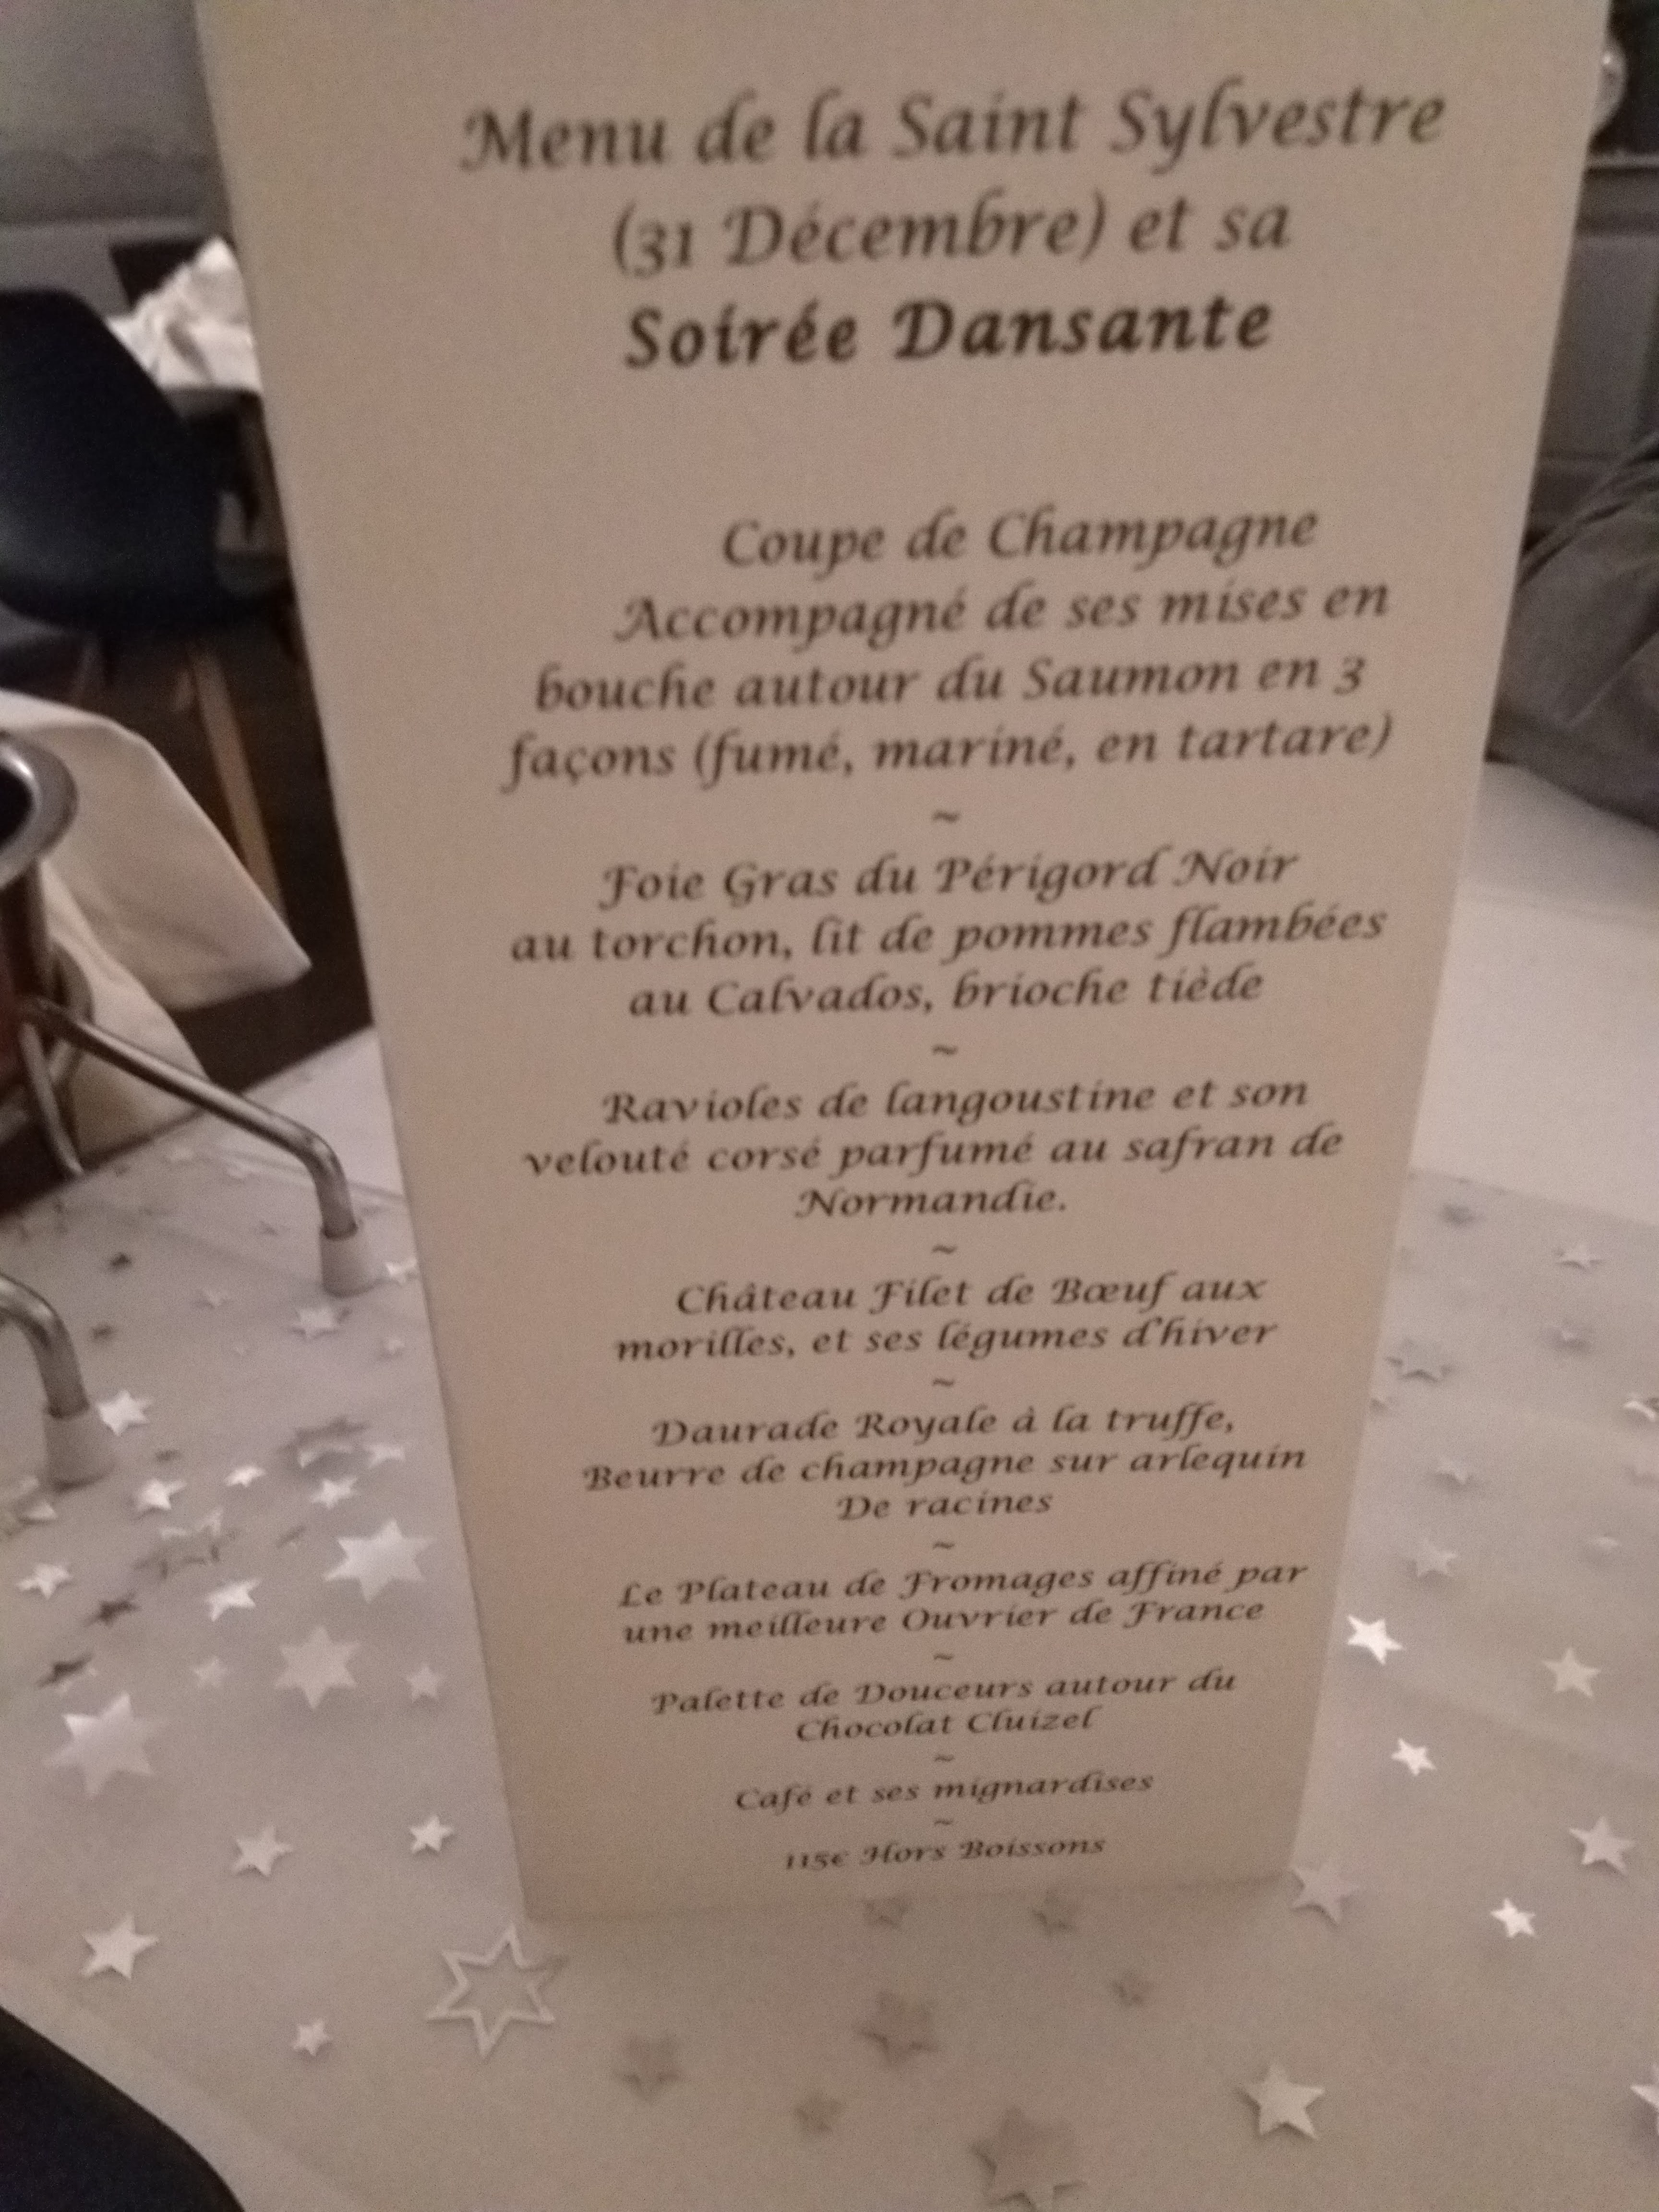 Menu de la Saint Sylvestre
(31 Décembre) et sa
Soirée Dansante
Coupe de Champagne
Accompagné de ses mises en
bouche autour du Saumon en 3
façons (fumé, mariné, en tartare)
~
Foie Gras du Périgord Noir
au torchon, lit de pommes flambées
au Calvados, brioche tiède
~
Ravioles de langoustine et son
velouté corsé parfumé au safran de
Normandie.
~
Château Filet de Bœuf aux
morilles, et ses légumes d'hiver
~
Daurade Royale à la truffe,
Beurre de champagne sur arlequin
De racines
~
Le Plateau de Fromages affiné par
une meilleure Ouvrier de France
~
Palette de Douceurs autour du
Chocolat Cluizel
~
Café et ses mignardises
~
115€ Hors Boissons